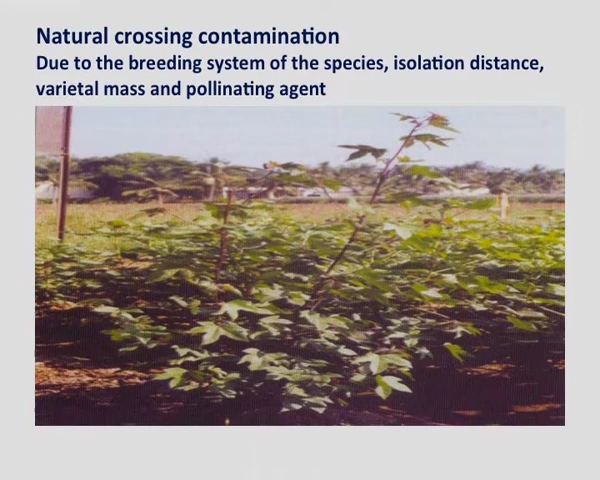 Natural crossing contamination
Due to the breeding system of the species, isolation distance,
varietal mass and pollinating agent